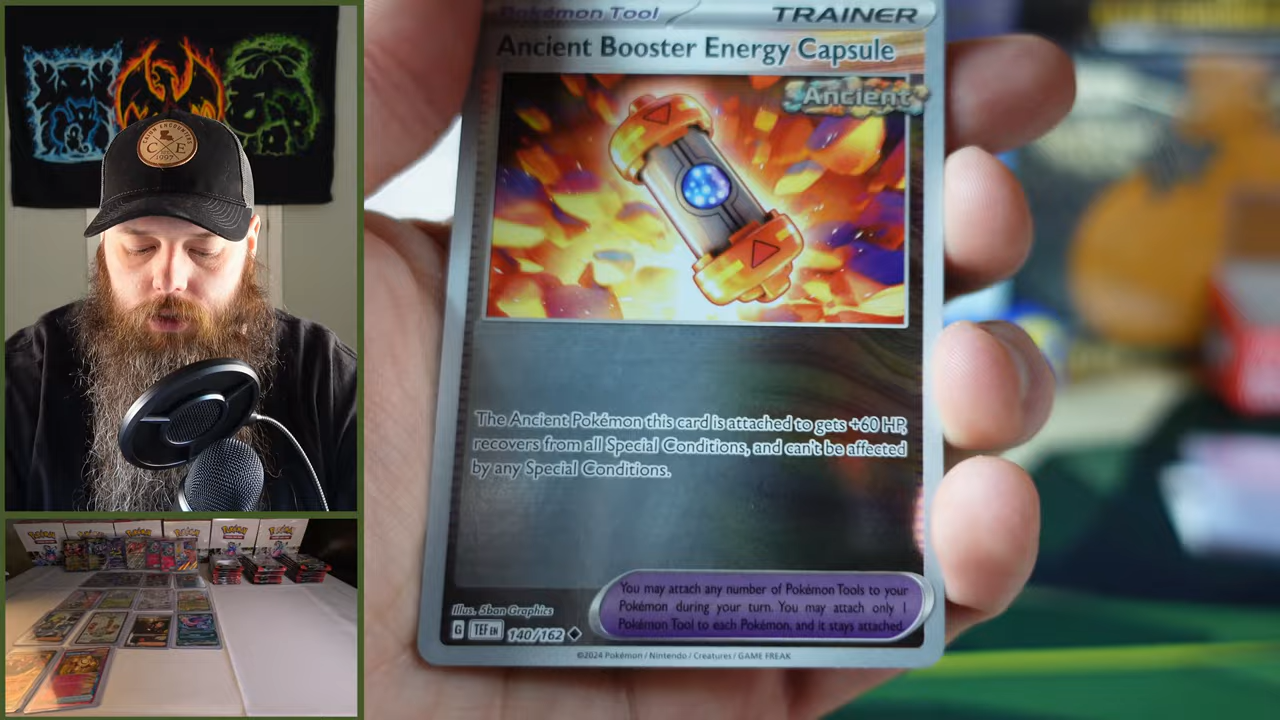 Pokémon Tool
TRAINER
Ancient Booster Energy Capsule
Ancient
The Ancient Pokémon this card is attached to gets +60 HP,
recovers from all Special Conditions, and can't be affected
by any Special Conditions.
You may attach any number of Pokémon Tools to your
Pokémon during your turn. You may attach only 1
Pokémon Tool to each Pokémon, and it stays attached.
Illus. 5ban Graphics
G TEF EN 140/162
©2024 Pokémon / Nintendo / Creatures / GAME FREAK
C E
1997